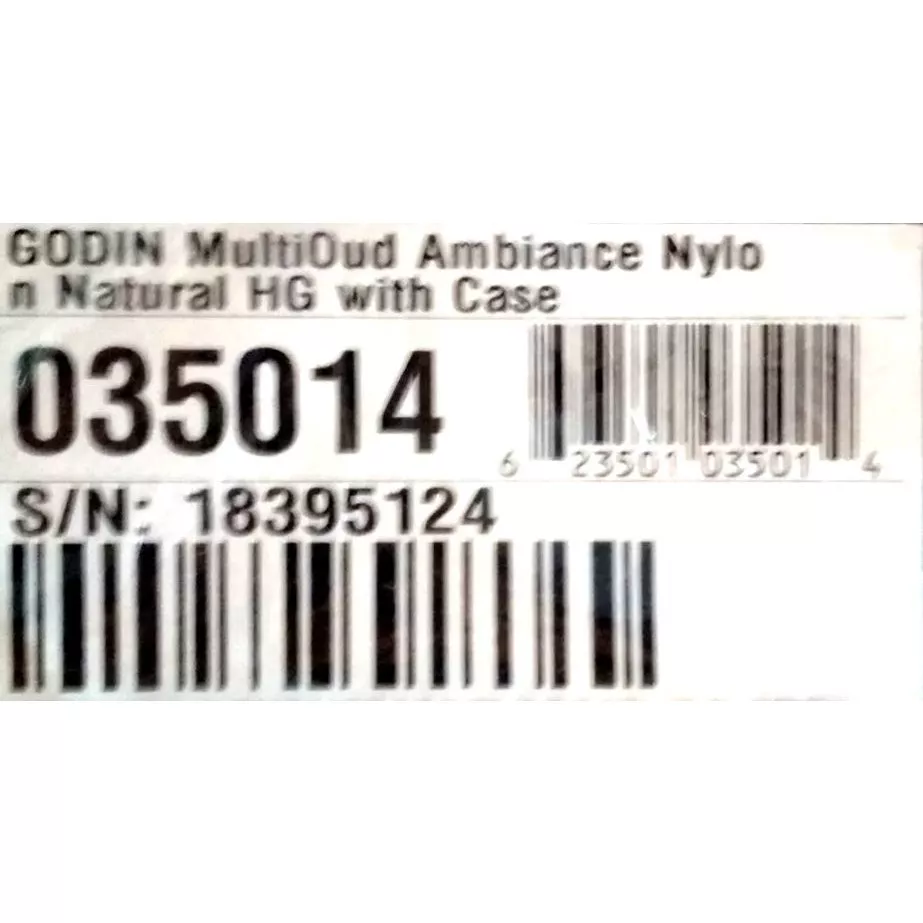 GODIN MultiOud Ambiance Nylo
n Natural HG with Case
035014
6 23501 03501 4
S/N: 18395124